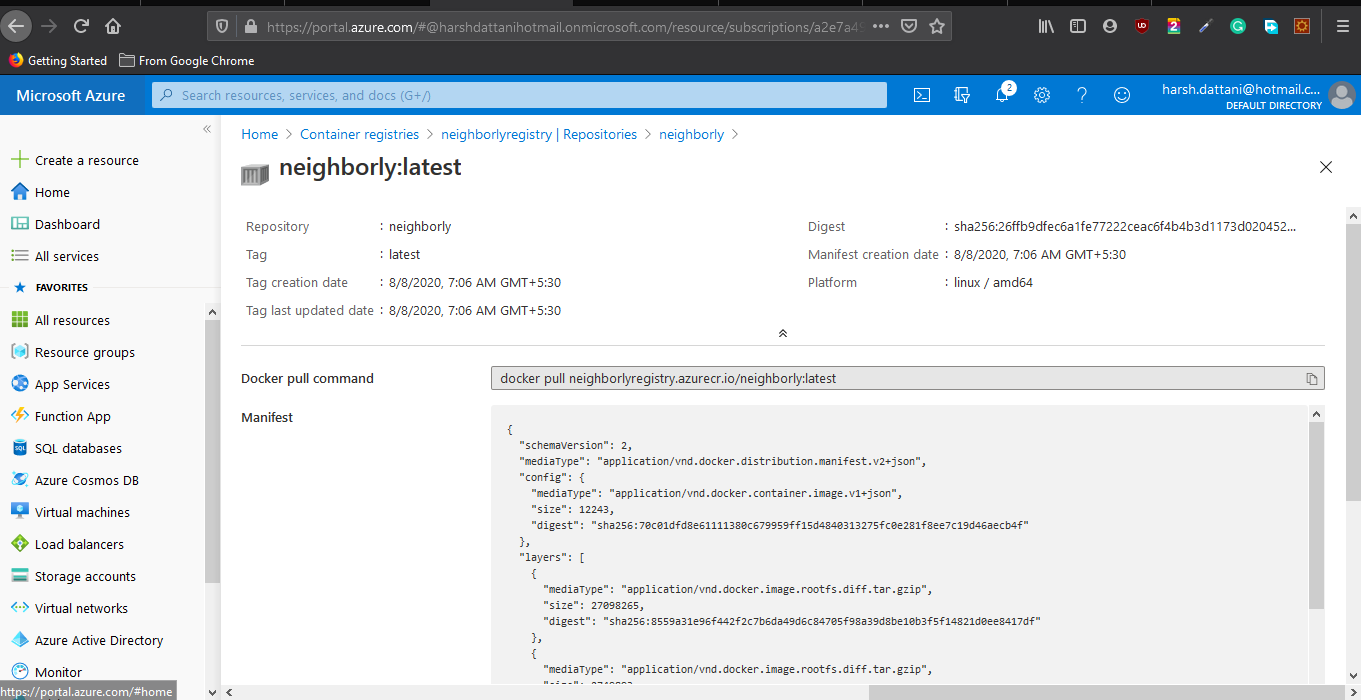 https://portal.azure.com/#@harshdattanihotmail.onmicrosoft.com/resource/subscriptions/a2e7a4
Getting Started From Google Chrome
Microsoft Azure Search resources, services, and docs (G+/) 2 harsh.dattani@hotmail.c...
DEFAULT DIRECTORY
Create a resource
Home
Dashboard
All services
FAVORITES
All resources
Resource groups
App Services
Function App
SQL databases
Azure Cosmos DB
Virtual machines
Load balancers
Storage accounts
Virtual networks
Azure Active Directory
Monitor
https://portal.azure.com/#home
Home > Container registries > neighborlyregistry | Repositories > neighborly >
neighborly:latest
Repository : neighborly
Tag : latest
Tag creation date : 8/8/2020, 7:06 AM GMT+5:30
Tag last updated date : 8/8/2020, 7:06 AM GMT+5:30
Digest : sha256:26ffb9dfec6a1fe77222ceac6f4b4b3d1173d020452...
Manifest creation date : 8/8/2020, 7:06 AM GMT+5:30
Platform : linux / amd64
Docker pull command docker pull neighborlyregistry.azurecr.io/neighborly:latest
Manifest
{
"schemaVersion": 2,
"mediaType": "application/vnd.docker.distribution.manifest.v2+json",
"config": {
"mediaType": "application/vnd.docker.container.image.v1+json",
"size": 12243,
"digest": "sha256:70c01dfd8e61111380c679959ff15d4840313275fc0e281f8ee7c19d46aecb4f"
},
"layers": [
{
"mediaType": "application/vnd.docker.image.rootfs.diff.tar.gzip",
"size": 27098265,
"digest": "sha256:8559a31e96f442f2c7b6da49d6c84705f98a39d8be10b3f5f14821d0ee8417df"
},
{
"mediaType": "application/vnd.docker.image.rootfs.diff.tar.gzip",